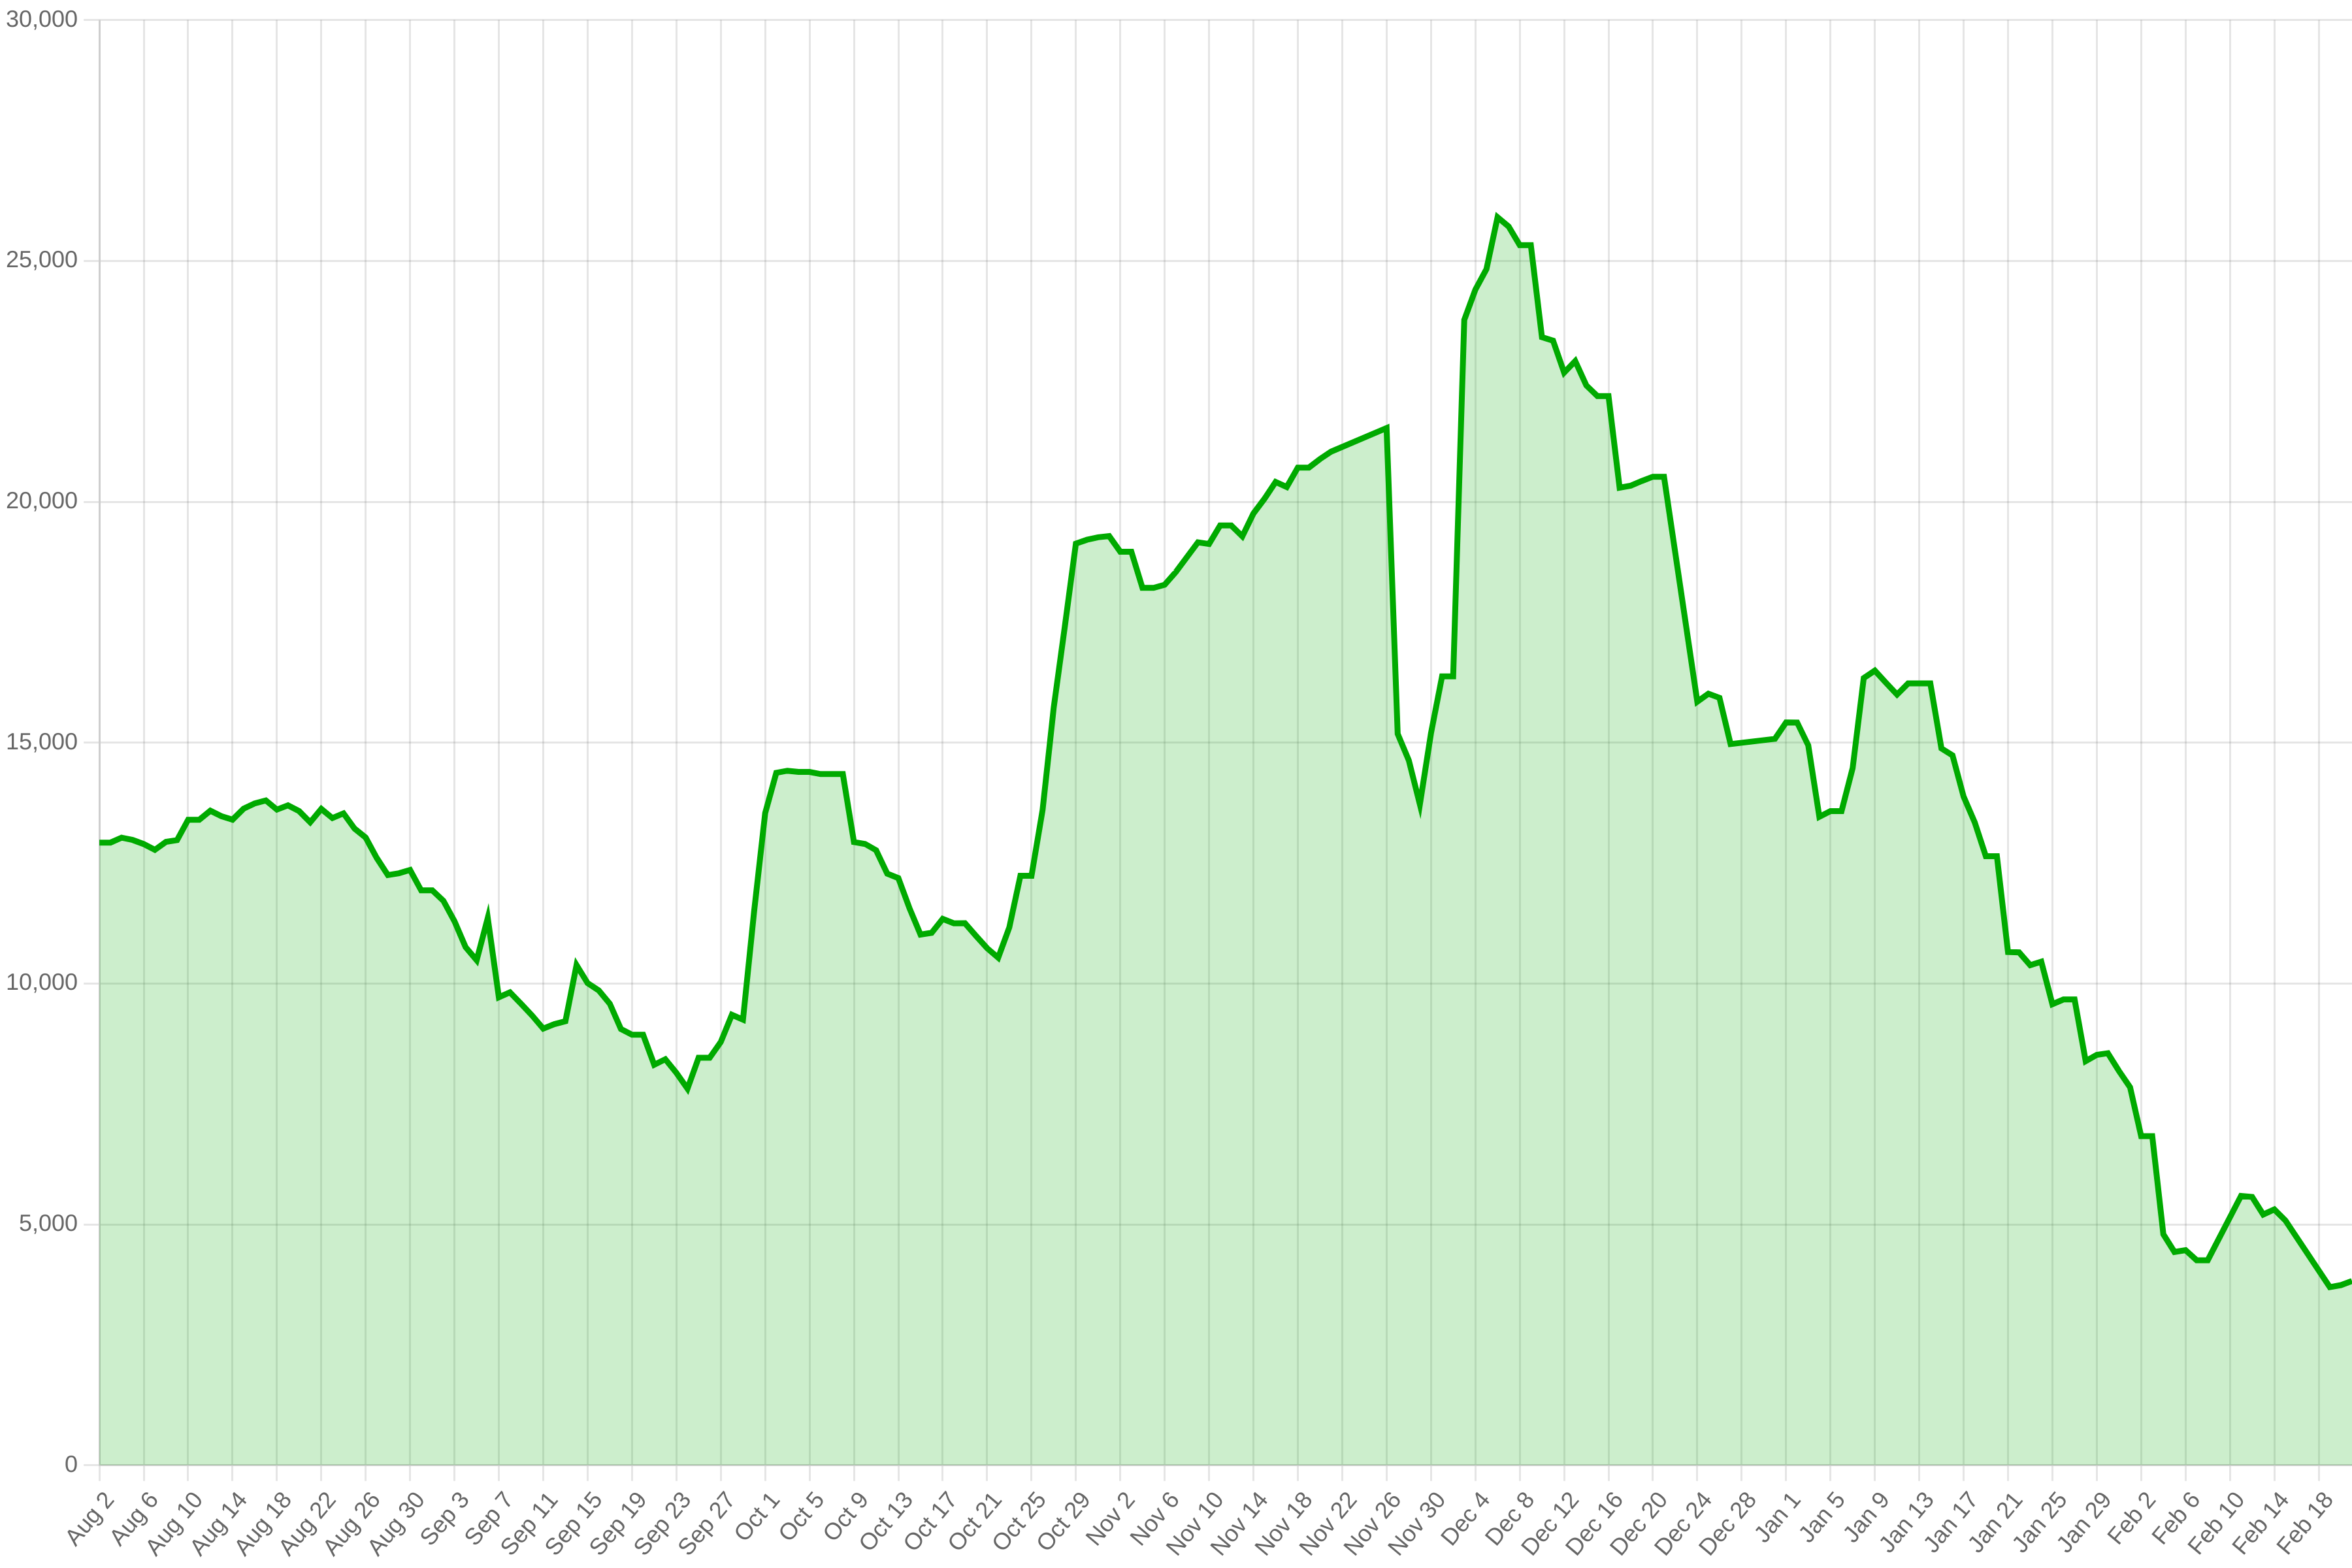 30,000
25,000
20,000
15,000
10,000
5,000
0
Aug 2
Aug 6
Aug 10
Aug 14
Aug 18
Aug 22
Aug 26
Aug 30
Sep 3
Sep 7
Sep 11
Sep 15
Sep 19
Sep 23
Sep 27
Oct 1
Oct 5
Oct 9
Oct 13
Oct 17
Oct 21
Oct 25
Oct 29
Nov 2
Nov 6
Nov 10
Nov 14
Nov 18
Nov 22
Nov 26
Nov 30
Dec 4
Dec 8
Dec 12
Dec 16
Dec 20
Dec 24
Dec 28
Jan 1
Jan 5
Jan 9
Jan 13
Jan 17
Jan 21
Jan 25
Jan 29
Feb 2
Feb 6
Feb 10
Feb 14
Feb 18